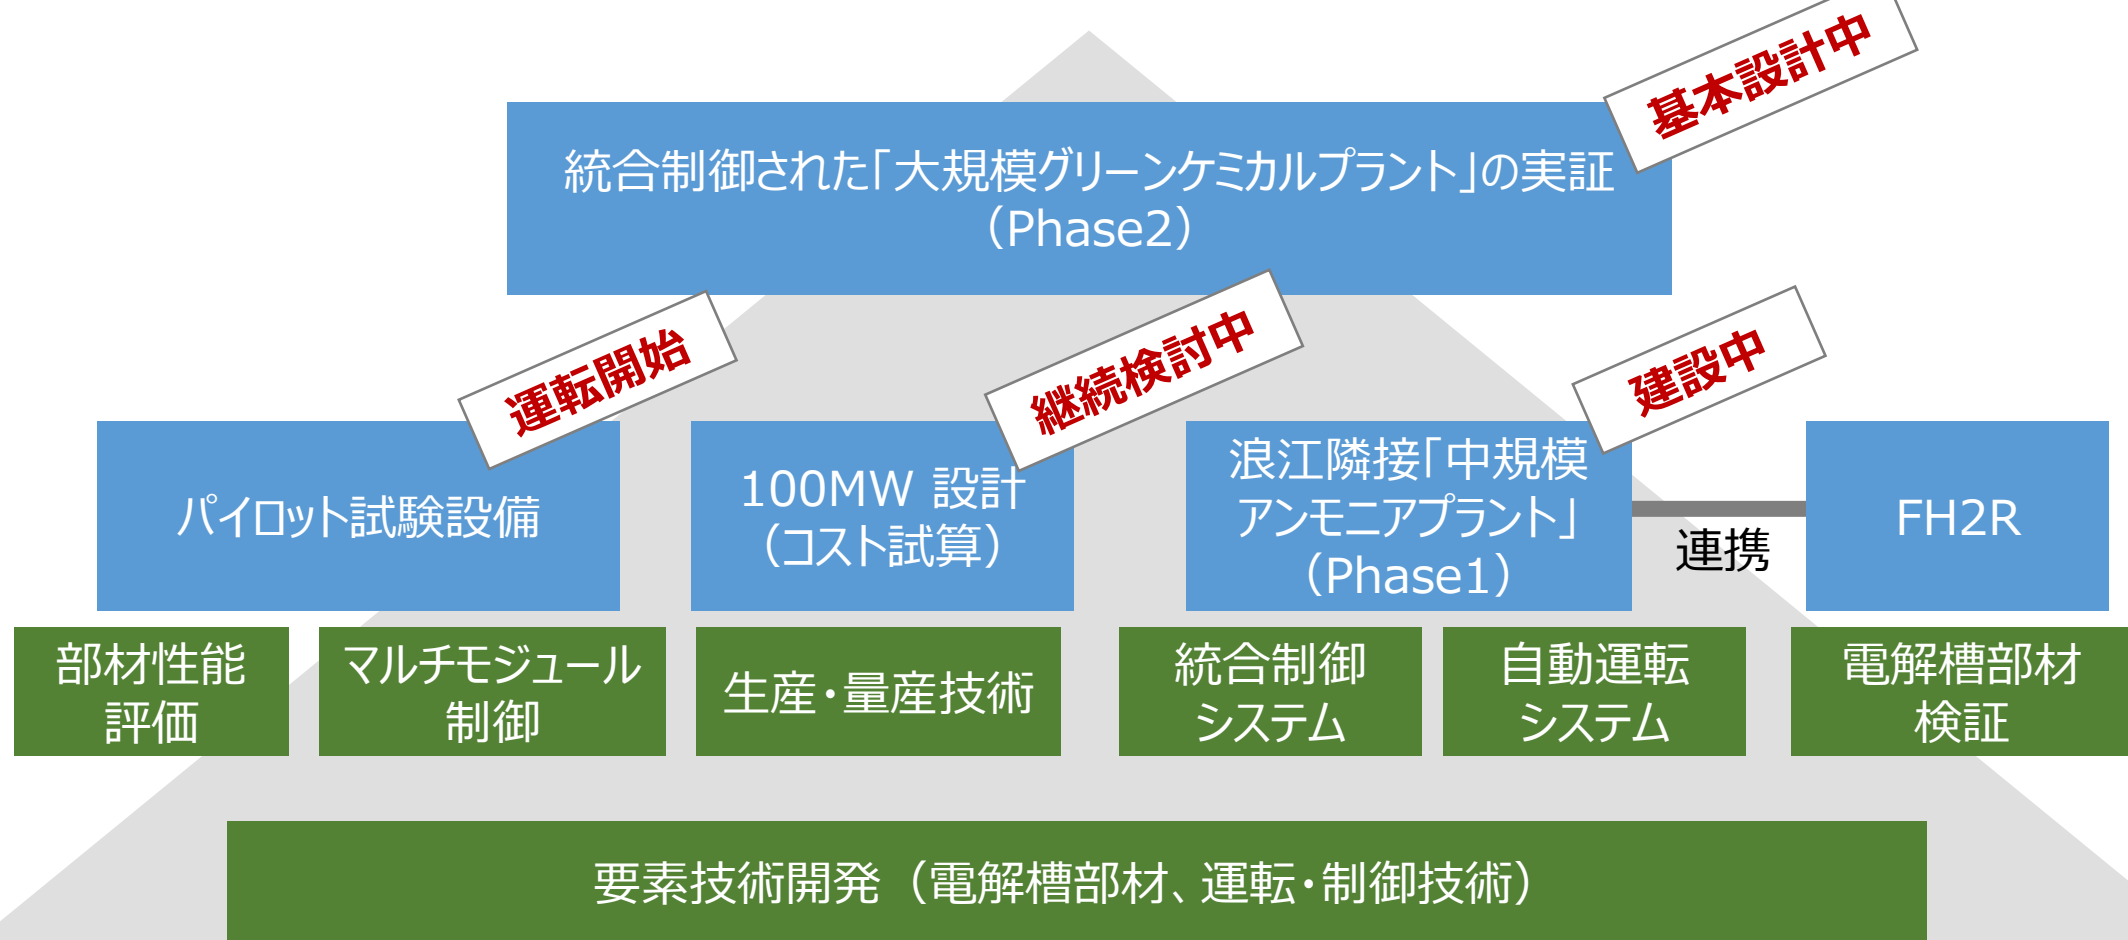 基本設計中
統合制御された「大規模グリーンケミカルプラント」の実証
（Phase2）
運転開始
継続検討中
建設中
パイロット試験設備
100MW 設計
（コスト試算）
浪江隣接「中規模
アンモニアプラント」
（Phase1）
連携
FH2R
部材性能
評価
マルチモジュール
制御
生産・量産技術
統合制御
システム
自動運転
システム
電解槽部材
検証
要素技術開発（電解槽部材、運転・制御技術）